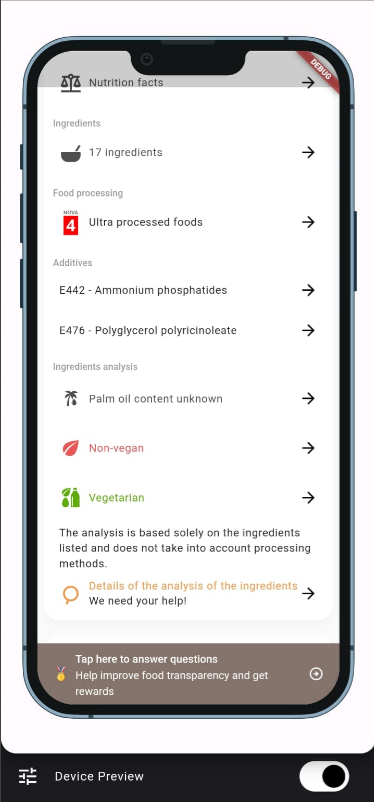 DEBUG
Nutrition facts
Ingredients
17 ingredients
Food processing
NOVA
4
Ultra processed foods
Additives
E442 - Ammonium phosphatides
E476 - Polyglycerol polyricinoleate
Ingredients analysis
Palm oil content unknown
Non-vegan
Vegetarian
The analysis is based solely on the ingredients
listed and does not take into account processing
methods.
Details of the analysis of the ingredients
We need your help!
Tap here to answer questions
Help improve food transparency and get
rewards
Device Preview